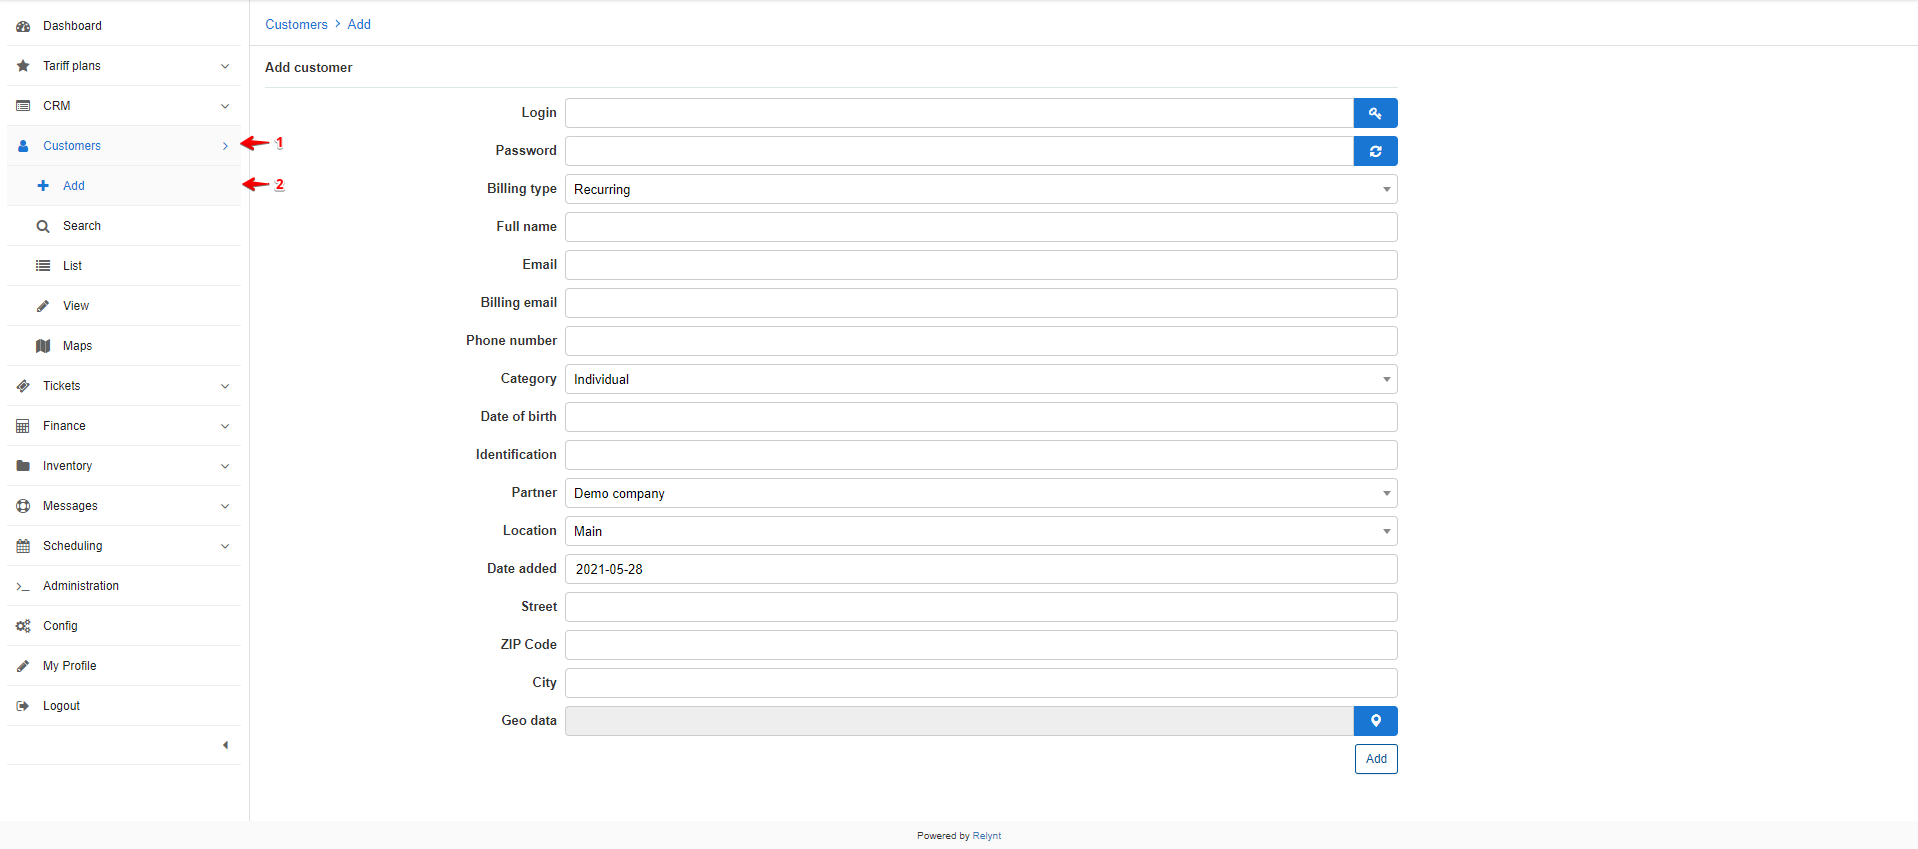 Dashboard
Tariff plans
CRM
Customers
Add
Search
List
View
Maps
Tickets
Finance
Inventory
Messages
Scheduling
Administration
Config
My Profile
Logout
1
2
Customers > Add
Add customer
Login
Password
Billing type Recurring
Full name
Email
Billing email
Phone number
Category Individual
Date of birth
Identification
Partner Demo company
Location Main
Date added 2021-05-28
Street
ZIP Code
City
Geo data
Add
Powered by Relynt